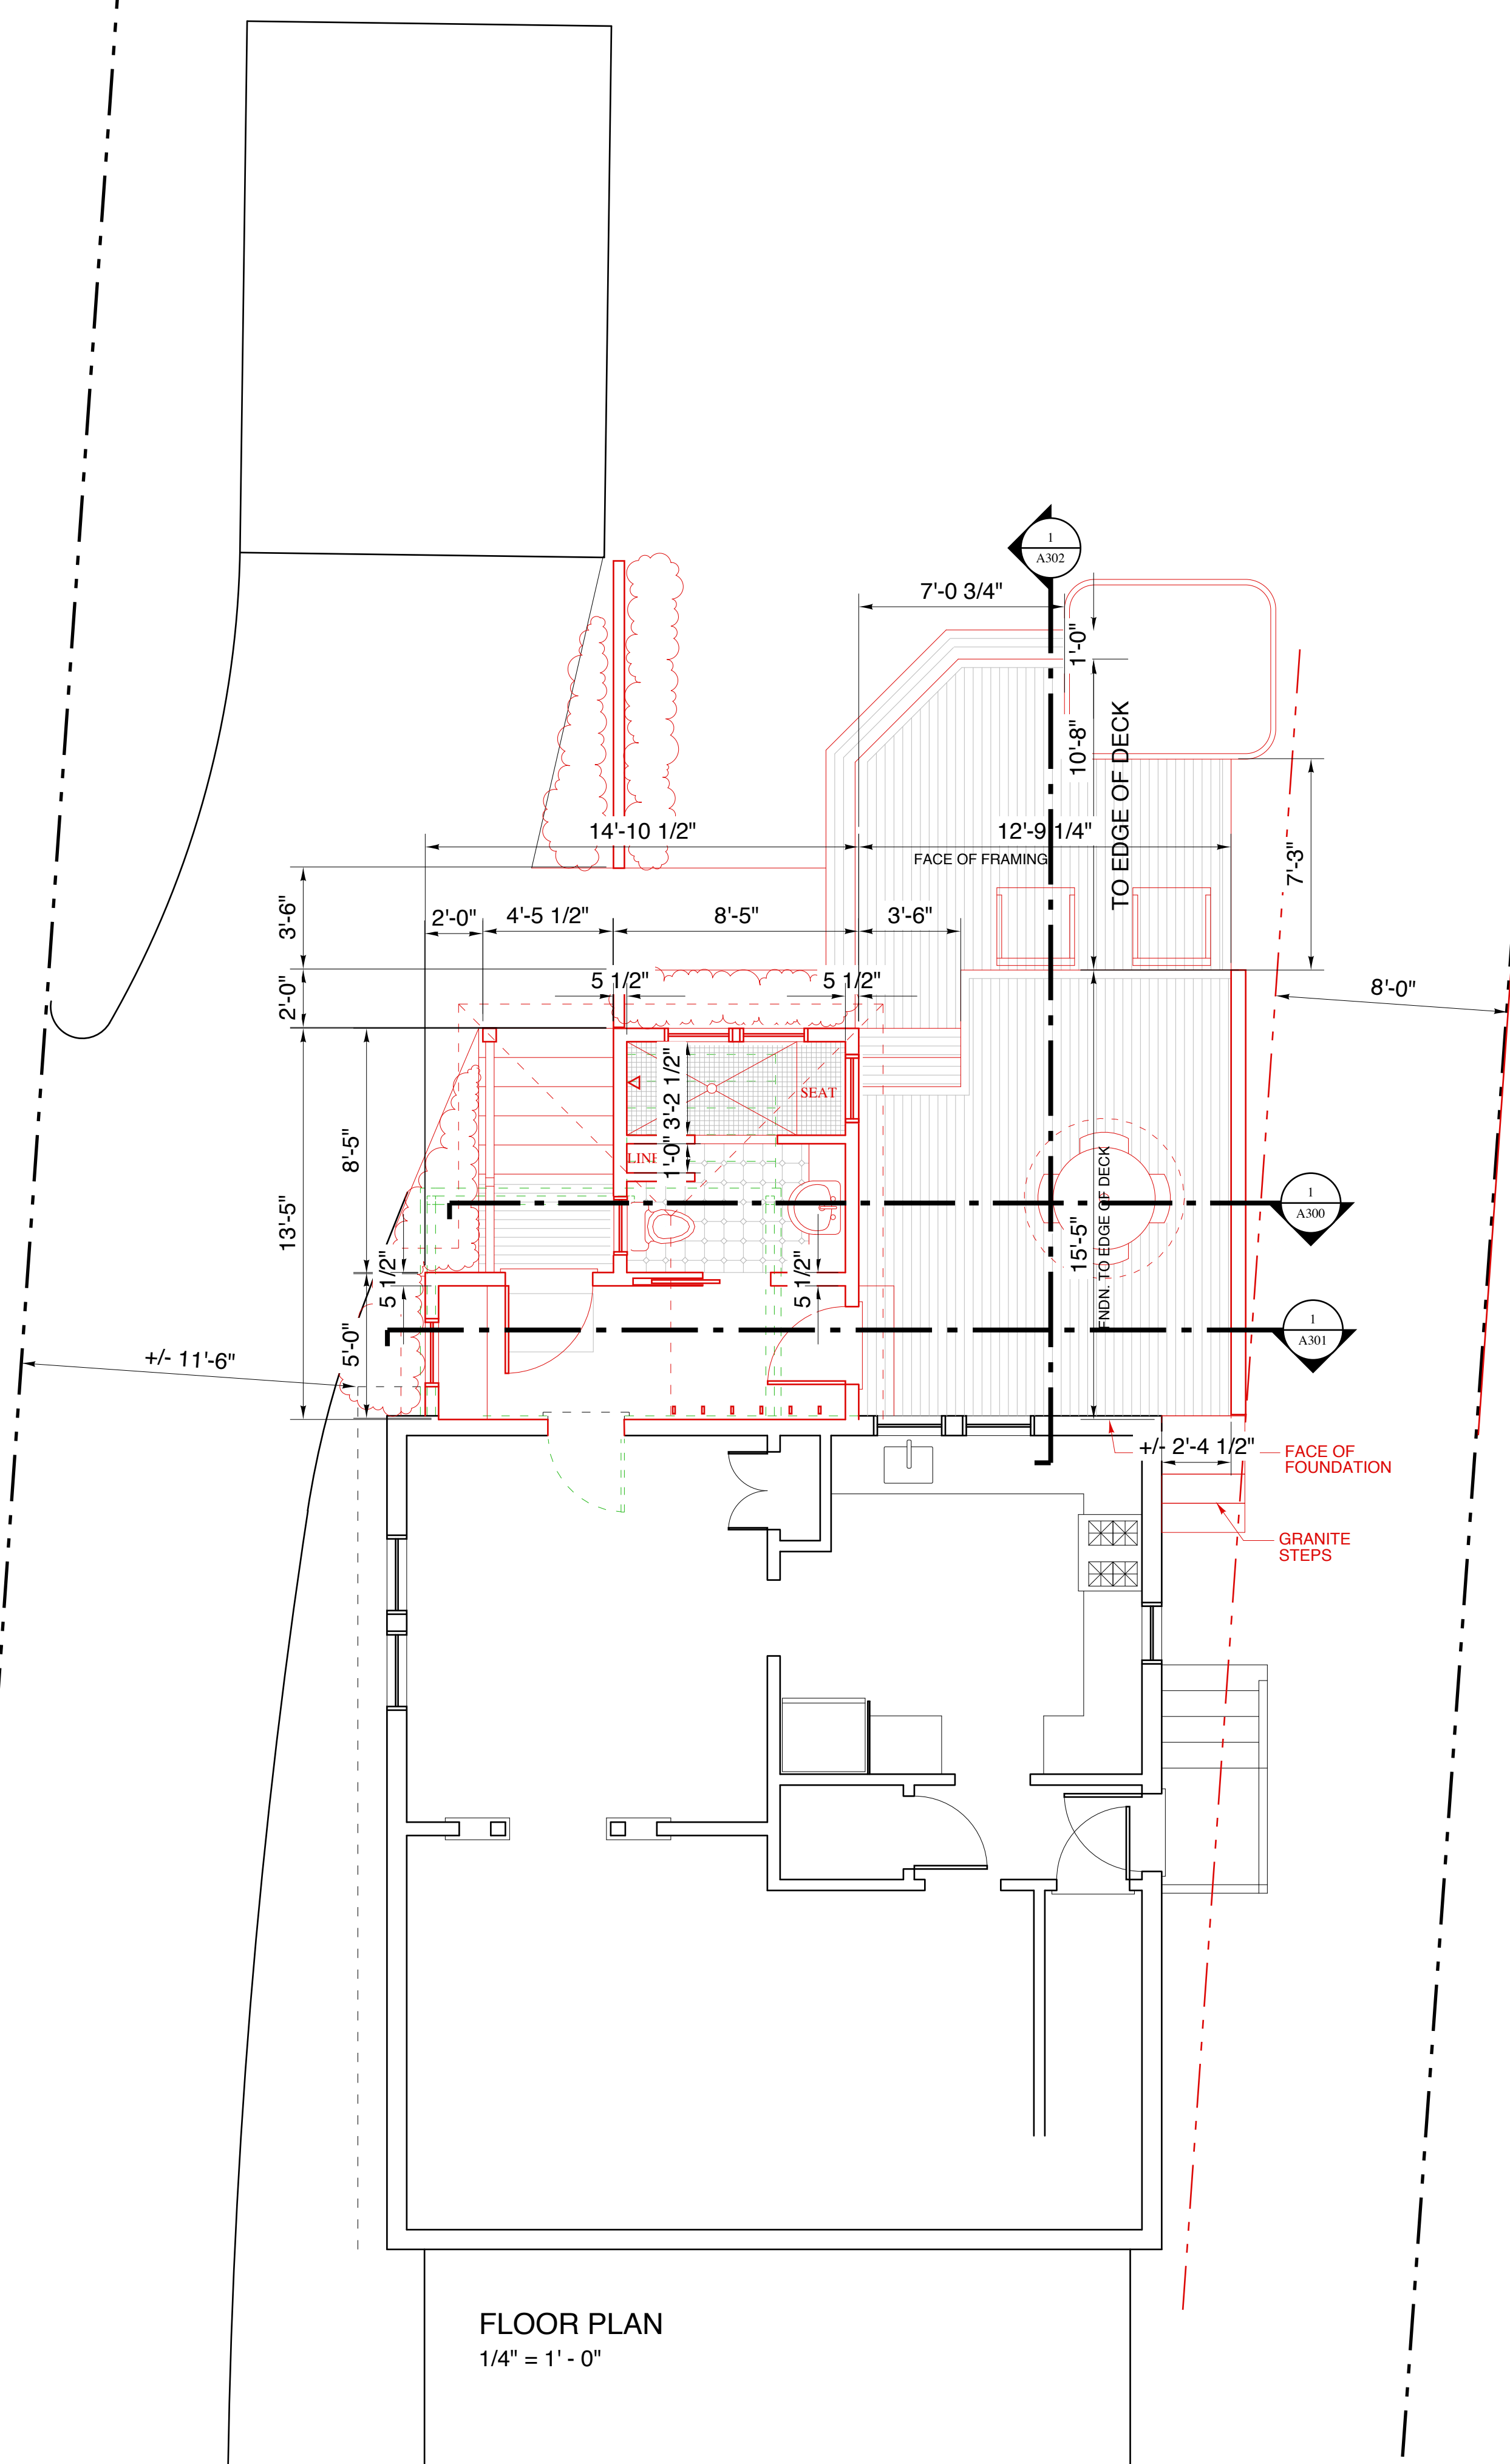 1
A302
7'-0 3/4"
1'-0"
10'-8"
TO EDGE OF DECK
14'-10 1/2"
12'-9 1/4"
FACE OF FRAMING
7'-3"
3'-6"
2'-0"
4'-5 1/2"
8'-5"
3'-6"
2'-0"
5 1/2"
5 1/2"
8'-0"
3'-2 1/2"
SEAT
1'-0"
8'-5"
13'-5"
1
A300
FNDN. TO EDGE OF DECK
15'-5"
5 1/2"
5 1/2"
1
A301
5'-0"
+/- 11'-6"
+/- 2'-4 1/2"
FACE OF
FOUNDATION
GRANITE
STEPS
FLOOR PLAN
1/4" = 1' - 0"